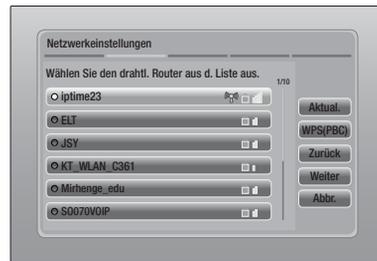 Netzwerkeinstellungen
Wählen Sie den drahtl. Router aus d. Liste aus.
1/10
iptime23
ELT
JSY
KT_WLAN_C361
Mirhenge_edu
SO070VOIP
Aktual.
WPS(PBC)
Zurück
Weiter
Abbr.